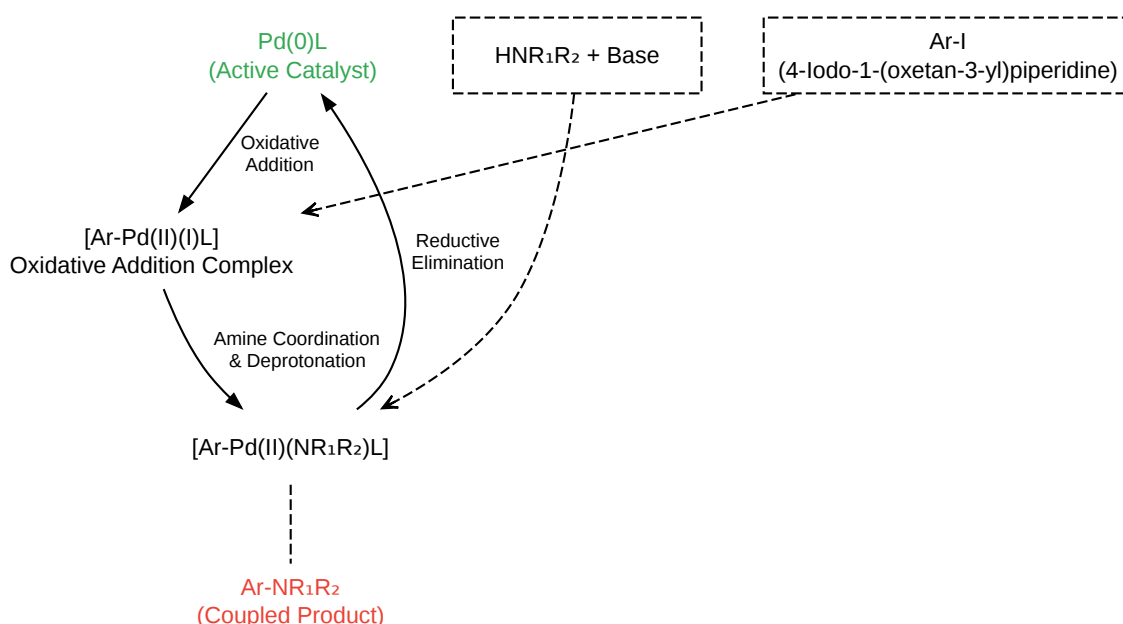 Pd(0)L
(Active Catalyst)
HNR₁R₂ + Base
Ar-I
(4-Iodo-1-(oxetan-3-yl)piperidine)
Oxidative
Addition
[Ar-Pd(II)(I)L]
Oxidative Addition Complex
Reductive
Elimination
Amine Coordination
& Deprotonation
[Ar-Pd(II)(NR₁R₂)L]
Ar-NR₁R₂
(Coupled Product)